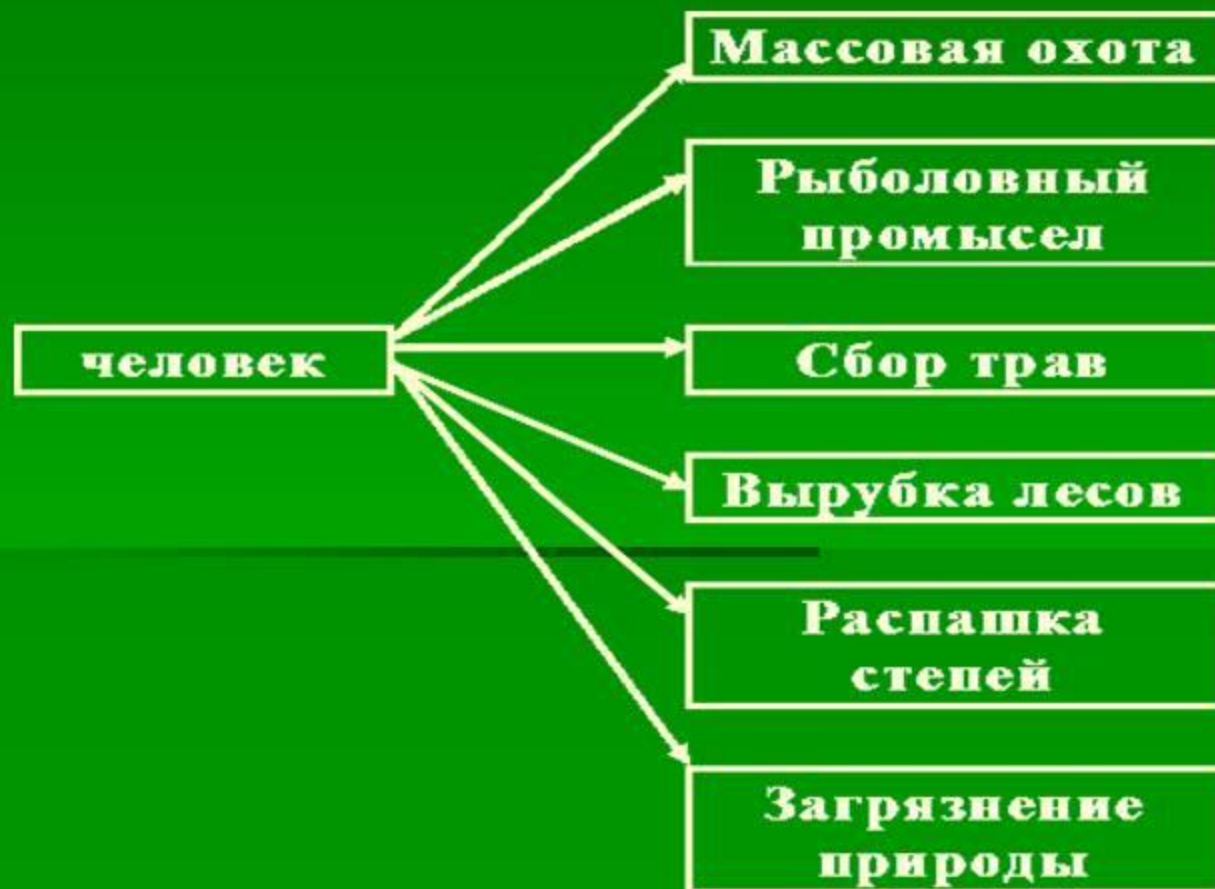 Массовая охота
Рыболовный
промысел
человек
Сбор трав
Вырубка лесов
Распашка
степей
Загрязнение
природы